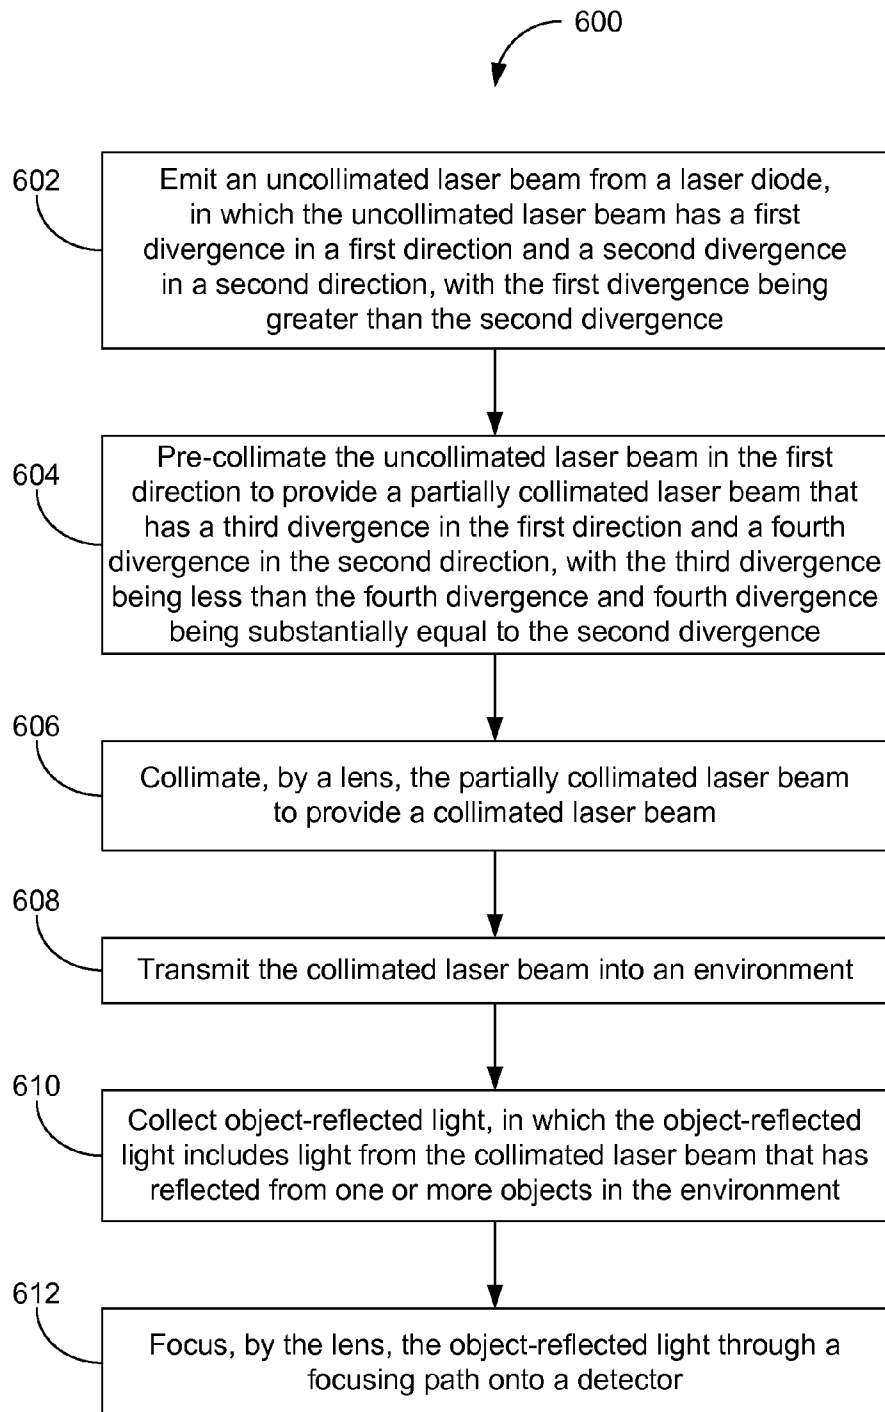 600
602
Emit an uncollimated laser beam from a laser diode,
in which the uncollimated laser beam has a first
divergence in a first direction and a second divergence
in a second direction, with the first divergence being
greater than the second divergence
604
Pre-collimate the uncollimated laser beam in the first
direction to provide a partially collimated laser beam that
has a third divergence in the first direction and a fourth
divergence in the second direction, with the third divergence
being less than the fourth divergence and fourth divergence
being substantially equal to the second divergence
606
Collimate, by a lens, the partially collimated laser beam
to provide a collimated laser beam
608
Transmit the collimated laser beam into an environment
610
Collect object-reflected light, in which the object-reflected
light includes light from the collimated laser beam that has
reflected from one or more objects in the environment
612
Focus, by the lens, the object-reflected light through a
focusing path onto a detector